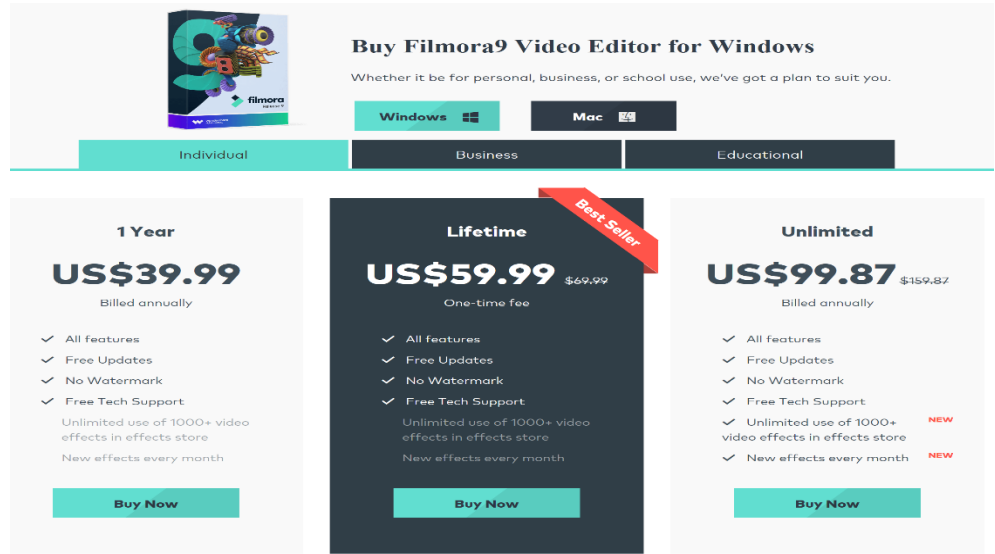 9
8
filmora
Buy Filmora9 Video Editor for Windows
Whether it be for personal, business, or school use, we've got a plan to suit you.
Windows
Mac
Individual
Business
Educational
1 Year
US$39.99
Billed annually
All features
Free Updates
No Watermark
Free Tech Support
Unlimited use of 1000+ video
effects in effects store
New effects every month
Buy Now
Best Seller
Lifetime
US$59.99 $69.99
One-time fee
All features
Free Updates
No Watermark
Free Tech Support
Unlimited use of 1000+ video
effects in effects store
New effects every month
Buy Now
Unlimited
US$99.87 $159.87
Billed annually
All features
Free Updates
No Watermark
Free Tech Support
Unlimited use of 1000+ NEW
video effects in effects store
New effects every month NEW
Buy Now